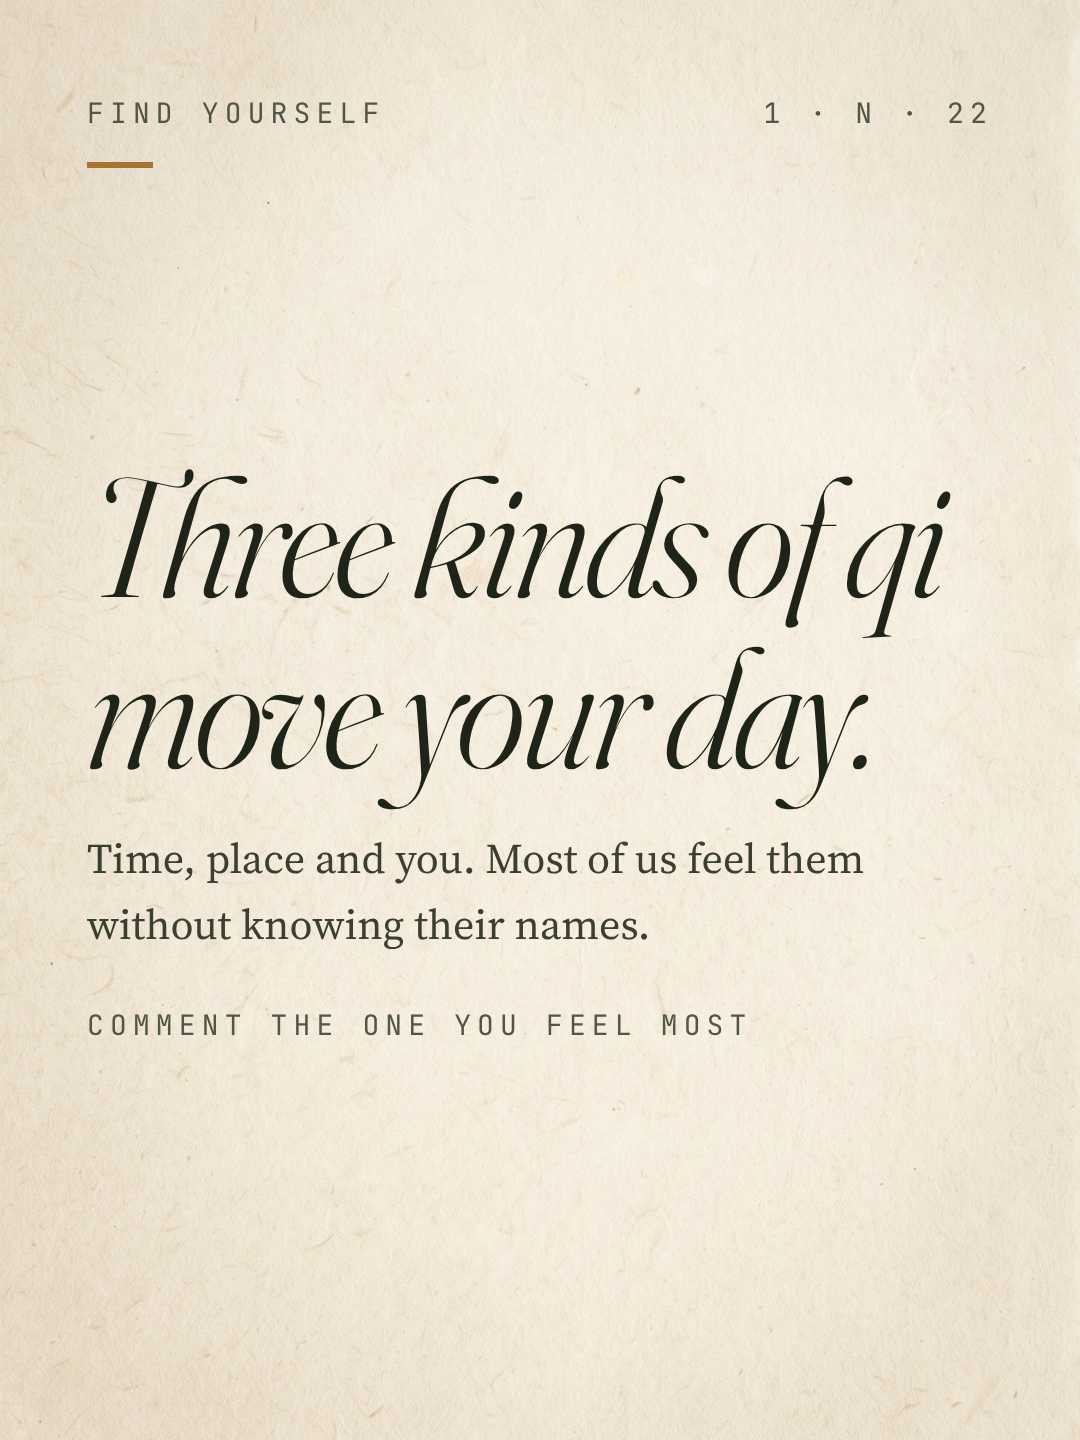 FIND YOURSELF
1 · N · 22
Three kinds of qi
move your day.
Time, place and you. Most of us feel them
without knowing their names.
COMMENT THE ONE YOU FEEL MOST